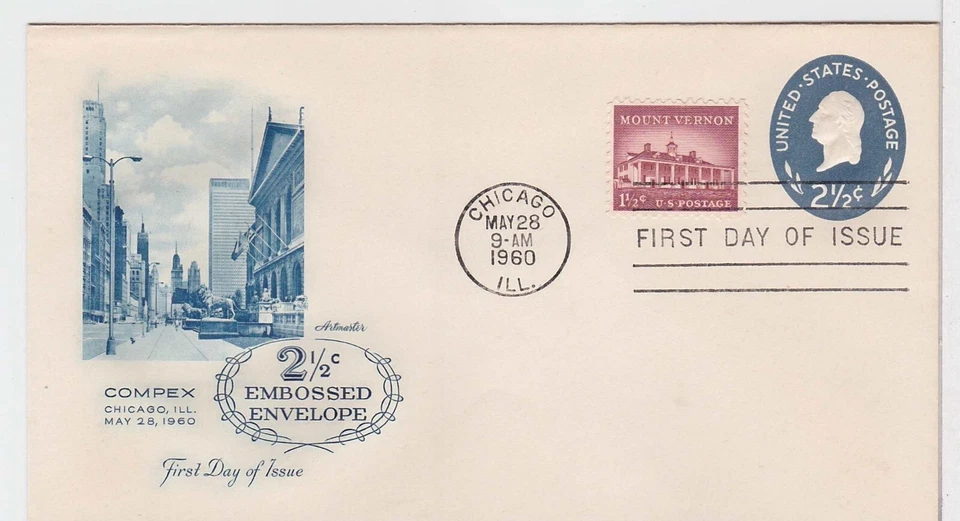 Artmaster
2½¢
EMBOSSED
ENVELOPE
COMPEX
CHICAGO, ILL.
MAY 28, 1960
First Day of Issue
CHICAGO
MAY 28
9-AM
1960
ILL.
MOUNT VERNON
1½¢ U·S·POSTAGE
UNITED·STATES·POSTAGE
2½¢
FIRST DAY OF ISSUE